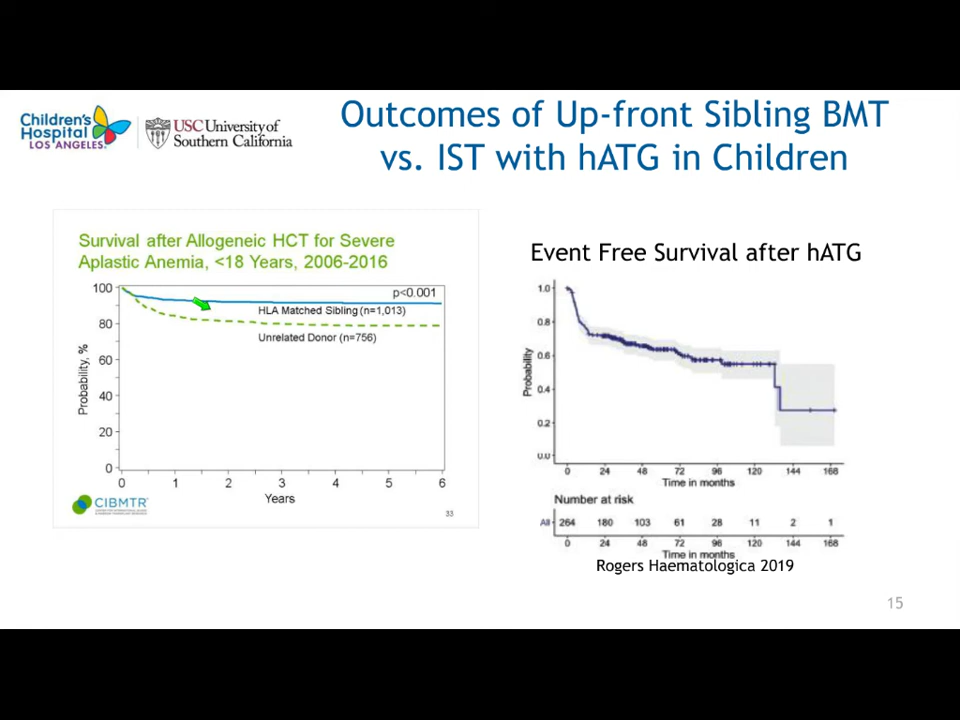 Children's
Hospital
LOS ANGELES
USC University of
Southern California
Outcomes of Up-front Sibling BMT
vs. IST with hATG in Children
Survival after Allogeneic HCT for Severe
Aplastic Anemia, <18 Years, 2006-2016
100
80
60
40
20
0
Probability, %
p<0.001
HLA Matched Sibling (n=1,013)
Unrelated Donor (n=756)
0 1 2 3 4 5 6
Years
CIBMTR
33
Event Free Survival after hATG
1.0
0.8
0.6
0.4
0.2
0.0
Probability
0 24 48 72 96 120 144 168
Time in months
Number at risk
All 264 180 103 61 28 11 2 1
0 24 48 72 96 120 144 168
Time in months
Rogers Haematologica 2019
15